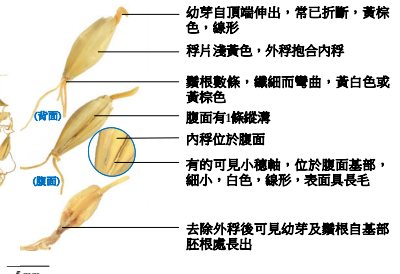 幼芽自頂端伸出，常已折斷，黃棕
色，線形
稃片淺黃色，外稃抱合內稃
鬚根數條，纖細而彎曲，黃白色或
黃棕色
(背面)
腹面有1條縱溝
內稃位於腹面
有的可見小穗軸，位於腹面基部，
細小，白色，線形，表面具長毛
(腹面)
去除外稃後可見幼芽及鬚根自基部
胚根處長出